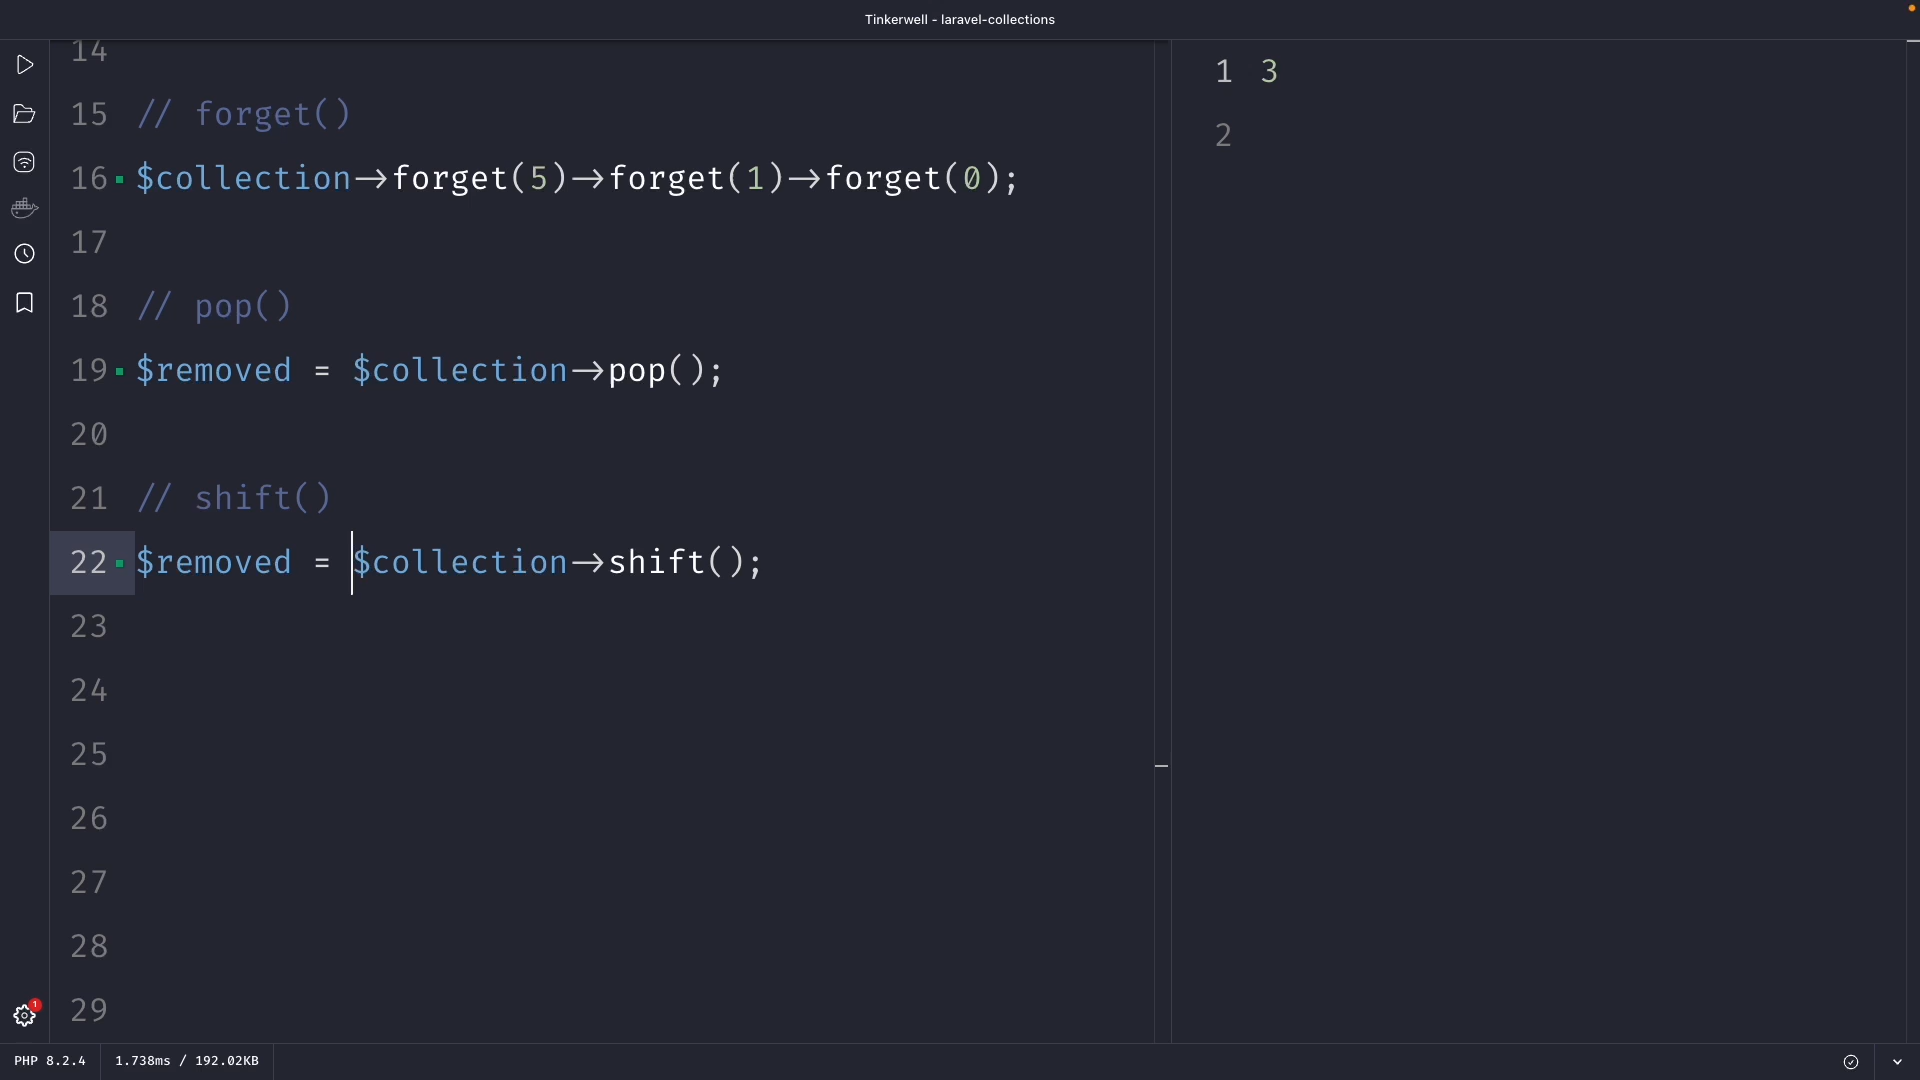 Tinkerwell - laravel-collections
14
15 // forget()
16 $collection->forget(5)->forget(1)->forget(0);
17
18 // pop()
19 $removed = $collection->pop();
20
21 // shift()
22 $removed = $collection->shift();
23
24
25
26
27
28
29
1 3
2
1
PHP 8.2.4
1.738ms / 192.02KB